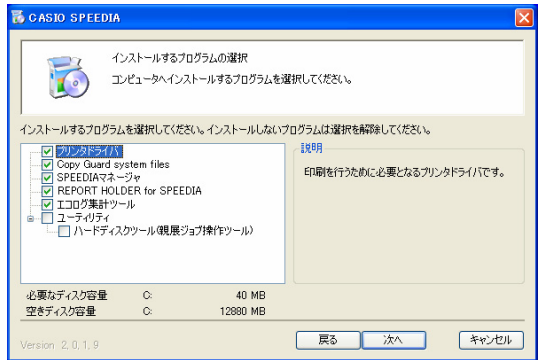 CASIO SPEEDIA
インストールするプログラムの選択
コンピュータへインストールするプログラムを選択してください。
インストールするプログラムを選択してください。インストールしないプログラムは選択を解除してください。
プリンタドライバ
Copy Guard system files
SPEEDIAマネージャ
REPORT HOLDER for SPEEDIA
エコログ集計ツール
ユーティリティ
ハードディスクツール(親展ジョブ操作ツール)
説明
印刷を行うために必要となるプリンタドライバです。
必要なディスク容量 C: 40 MB
空きディスク容量 C: 12880 MB
Version. 2, 0, 1, 9
戻る 次へ キャンセル